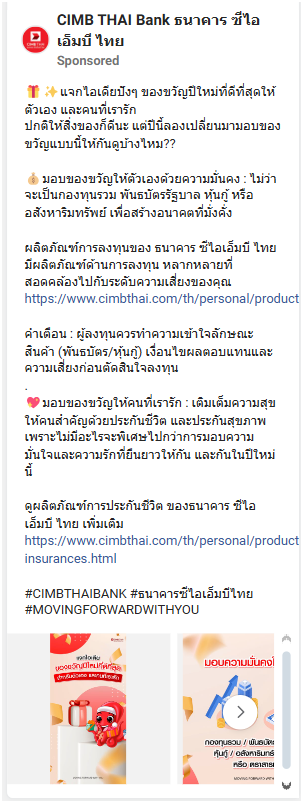 CIMB THAI Bank ธนาคาร ซีไอ
เอ็มบี ไทย
Sponsored
🎁 ✨ แจกไอเดียปังๆ ของขวัญปีใหม่ที่ดีที่สุดให้
ตัวเอง และคนที่เรารัก
ปกติให้สิ่งของก็ดีนะ แต่ปีนี้ลองเปลี่ยนมามอบของ
ขวัญแบบนี้ให้กันดูบ้างไหม??
💰 มอบของขวัญให้ตัวเองด้วยความมั่นคง : ไม่ว่า
จะเป็นกองทุนรวม พันธบัตรรัฐบาล หุ้นกู้ หรือ
อสังหาริมทรัพย์ เพื่อสร้างอนาคตที่มั่งคั่ง
ผลิตภัณฑ์การลงทุนของ ธนาคาร ซีไอเอ็มบี ไทย
มีผลิตภัณฑ์ด้านการลงทุน หลากหลายที่
สอดคล้องไปกับระดับความเสี่ยงของคุณ
https://www.cimbthai.com/th/personal/product
คำเตือน : ผู้ลงทุนควรทำความเข้าใจลักษณะ
สินค้า (พันธบัตร/หุ้นกู้) เงื่อนไขผลตอบแทนและ
ความเสี่ยงก่อนตัดสินใจลงทุน
.
💖 มอบของขวัญให้คนที่เรารัก : เติมเต็มความสุข
ให้คนสำคัญด้วยประกันชีวิต และประกันสุขภาพ
เพราะไม่มีอะไรจะพิเศษไปกว่าการมอบความ
มั่นใจและความรักที่ยืนยาวให้กัน และกันในปีใหม่
นี้
ดูผลิตภัณฑ์การประกันชีวิต ของธนาคาร ซีไอ
เอ็มบี ไทย เพิ่มเติม
https://www.cimbthai.com/th/personal/product
insurances.html
#CIMBTHAIBANK #ธนาคารซีไอเอ็มบีไทย
#MOVINGFORWARDWITHYOU
แจกไอเดีย
ของขวัญปีใหม่ที่ดีที่สุด
สำหรับตัวเอง และคนที่เรารัก
มอบความมั่นคงใ
กองทุนรวม / พันธบัต
หุ้นกู้ / อสังหาริมทรัพ
หรือ ตราสาร